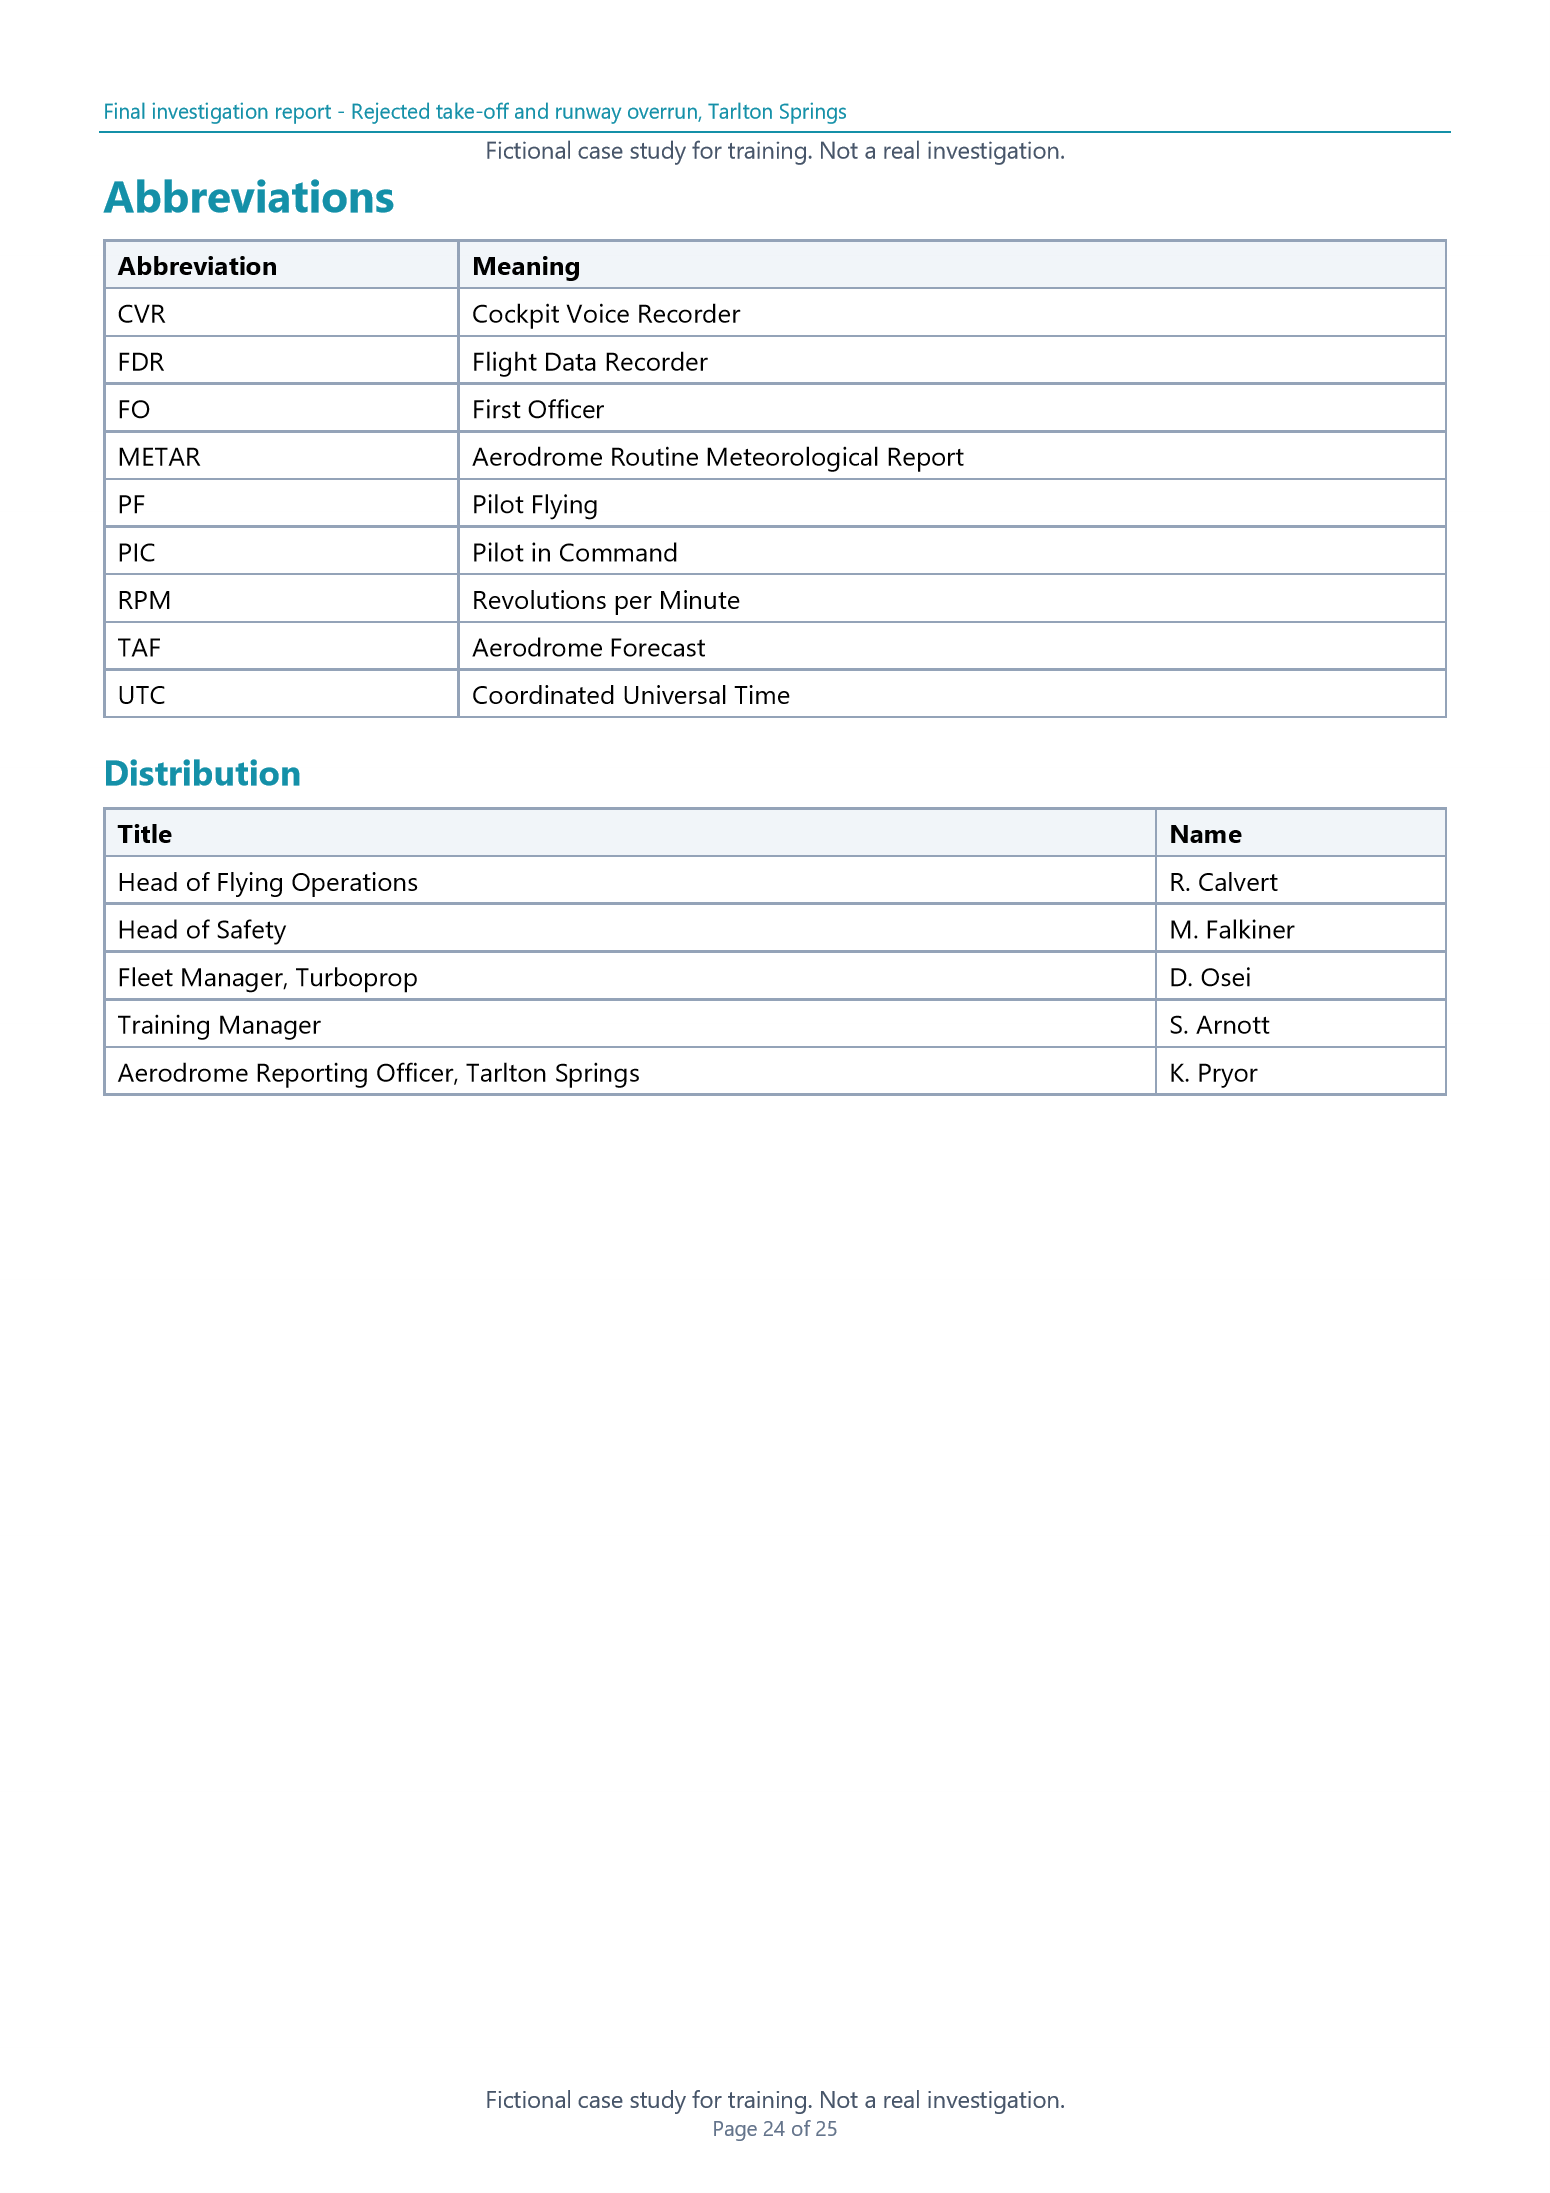 Final investigation report - Rejected take-off and runway overrun, Tarlton Springs
Fictional case study for training. Not a real investigation.
Abbreviations
Abbreviation Meaning
CVR Cockpit Voice Recorder
FDR Flight Data Recorder
FO First Officer
METAR Aerodrome Routine Meteorological Report
PF Pilot Flying
PIC Pilot in Command
RPM Revolutions per Minute
TAF Aerodrome Forecast
UTC Coordinated Universal Time
Distribution
Title Name
Head of Flying Operations R. Calvert
Head of Safety M. Falkiner
Fleet Manager, Turboprop D. Osei
Training Manager S. Arnott
Aerodrome Reporting Officer, Tarlton Springs K. Pryor
Fictional case study for training. Not a real investigation.
Page 24 of 25